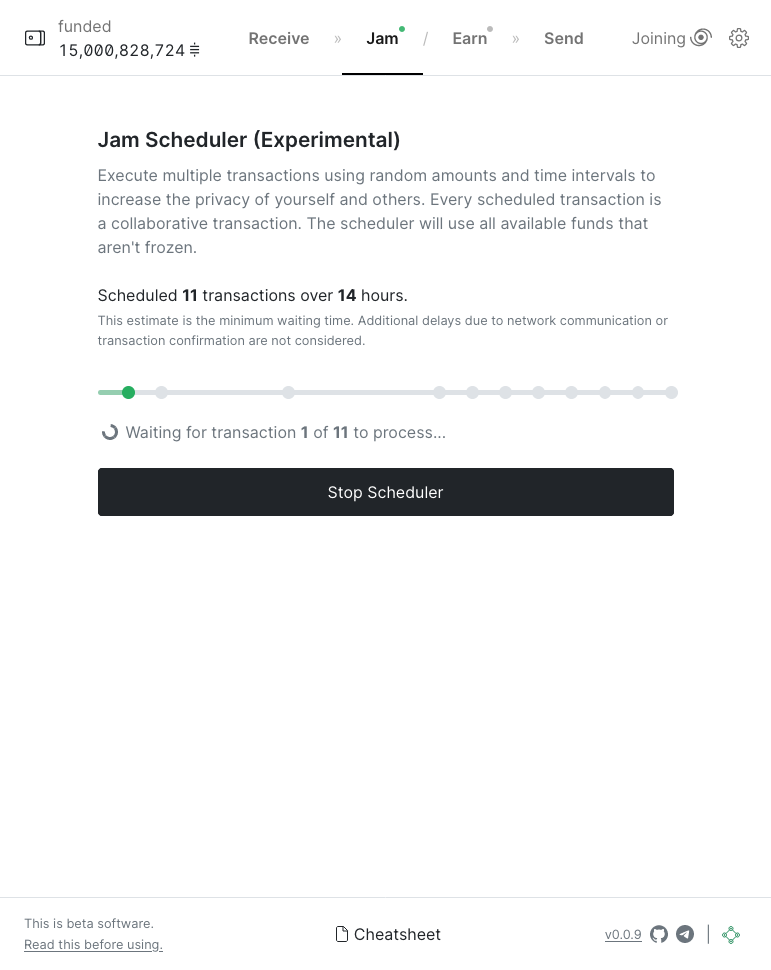 funded
15,000,828,724
Receive » Jam / Earn » Send
Joining
Jam Scheduler (Experimental)
Execute multiple transactions using random amounts and time intervals to
increase the privacy of yourself and others. Every scheduled transaction is
a collaborative transaction. The scheduler will use all available funds that
aren't frozen.
Scheduled 11 transactions over 14 hours.
This estimate is the minimum waiting time. Additional delays due to network communication or
transaction confirmation are not considered.
Waiting for transaction 1 of 11 to process...
Stop Scheduler
This is beta software.
Read this before using.
Cheatsheet
v0.0.9